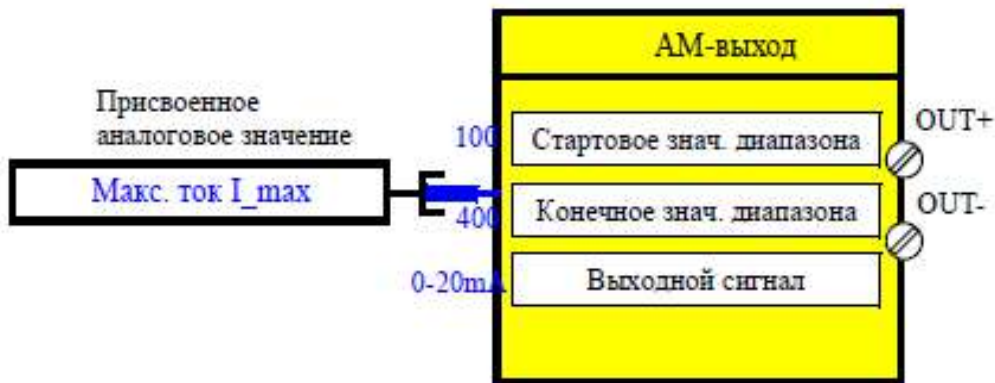 АМ-выход
Присвоенное
аналоговое значение
100
Стартовое знач. диапазона
OUT+
Макс. ток I_max
400
Конечное знач. диапазона
OUT-
0-20mA
Выходной сигнал